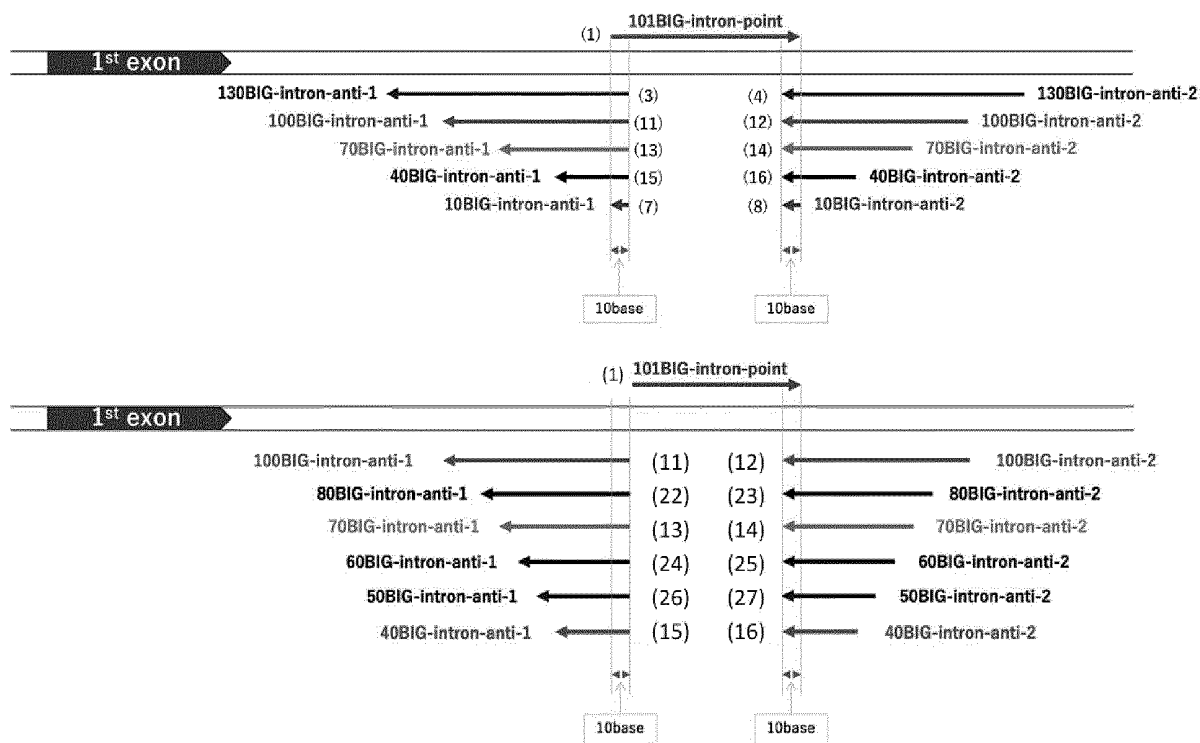 101BIG-intron-point
(1)
1st exon
130BIG-intron-anti-1 (3) (4) 130BIG-intron-anti-2
100BIG-intron-anti-1 (11) (12) 100BIG-intron-anti-2
70BIG-intron-anti-1 (13) (14) 70BIG-intron-anti-2
40BIG-intron-anti-1 (15) (16) 40BIG-intron-anti-2
10BIG-intron-anti-1 (7) (8) 10BIG-intron-anti-2
10base 10base
(1) 101BIG-intron-point
1st exon
100BIG-intron-anti-1 (11) (12) 100BIG-intron-anti-2
80BIG-intron-anti-1 (22) (23) 80BIG-intron-anti-2
70BIG-intron-anti-1 (13) (14) 70BIG-intron-anti-2
60BIG-intron-anti-1 (24) (25) 60BIG-intron-anti-2
50BIG-intron-anti-1 (26) (27) 50BIG-intron-anti-2
40BIG-intron-anti-1 (15) (16) 40BIG-intron-anti-2
10base 10base